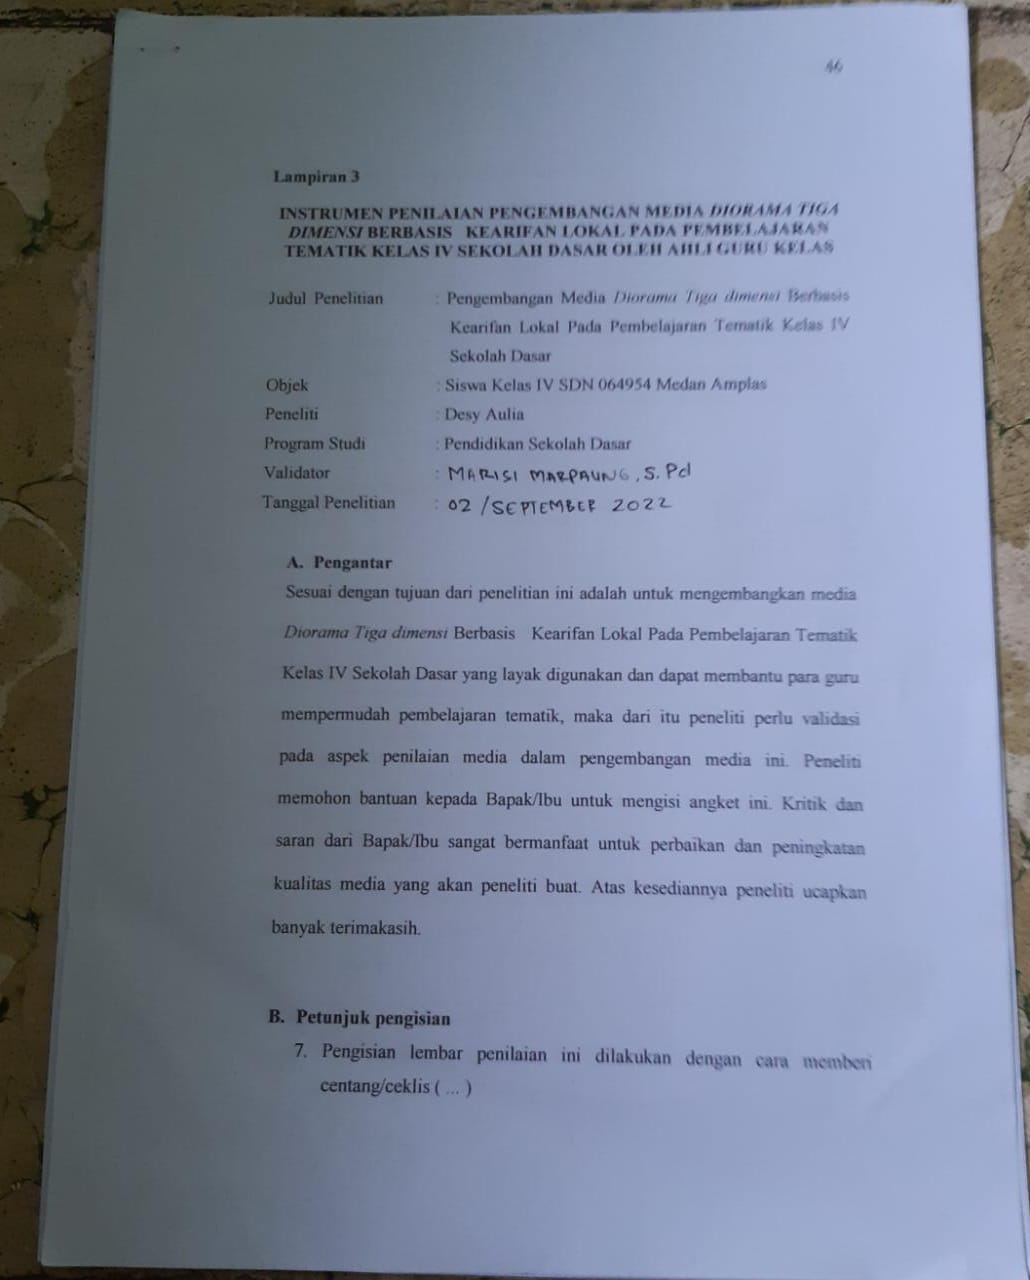 46
Lampiran 3
INSTRUMEN PENILAIAN PENGEMBANGAN MEDIA DIORAMA TIGA
DIMENSI BERBASIS KEARIFAN LOKAL PADA PEMBELAJARAN
TEMATIK KELAS IV SEKOLAH DASAR OLEH AHLI GURU KELAS
Judul Penelitian : Pengembangan Media Diorama Tiga dimensi Berbasis
Kearifan Lokal Pada Pembelajaran Tematik Kelas IV
Sekolah Dasar
Objek : Siswa Kelas IV SDN 064954 Medan Amplas
Peneliti : Desy Aulia
Program Studi : Pendidikan Sekolah Dasar
Validator : MARISI MARPAUNG, S.Pd
Tanggal Penelitian : 02 / SEPTEMBER 2022
A. Pengantar
Sesuai dengan tujuan dari penelitian ini adalah untuk mengembangkan media
Diorama Tiga dimensi Berbasis Kearifan Lokal Pada Pembelajaran Tematik
Kelas IV Sekolah Dasar yang layak digunakan dan dapat membantu para guru
mempermudah pembelajaran tematik, maka dari itu peneliti perlu validasi
pada aspek penilaian media dalam pengembangan media ini. Peneliti
memohon bantuan kepada Bapak/Ibu untuk mengisi angket ini. Kritik dan
saran dari Bapak/Ibu sangat bermanfaat untuk perbaikan dan peningkatan
kualitas media yang akan peneliti buat. Atas kesediannya peneliti ucapkan
banyak terimakasih.
B. Petunjuk pengisian
7. Pengisian lembar penilaian ini dilakukan dengan cara memberi
centang/ceklis ( ... )